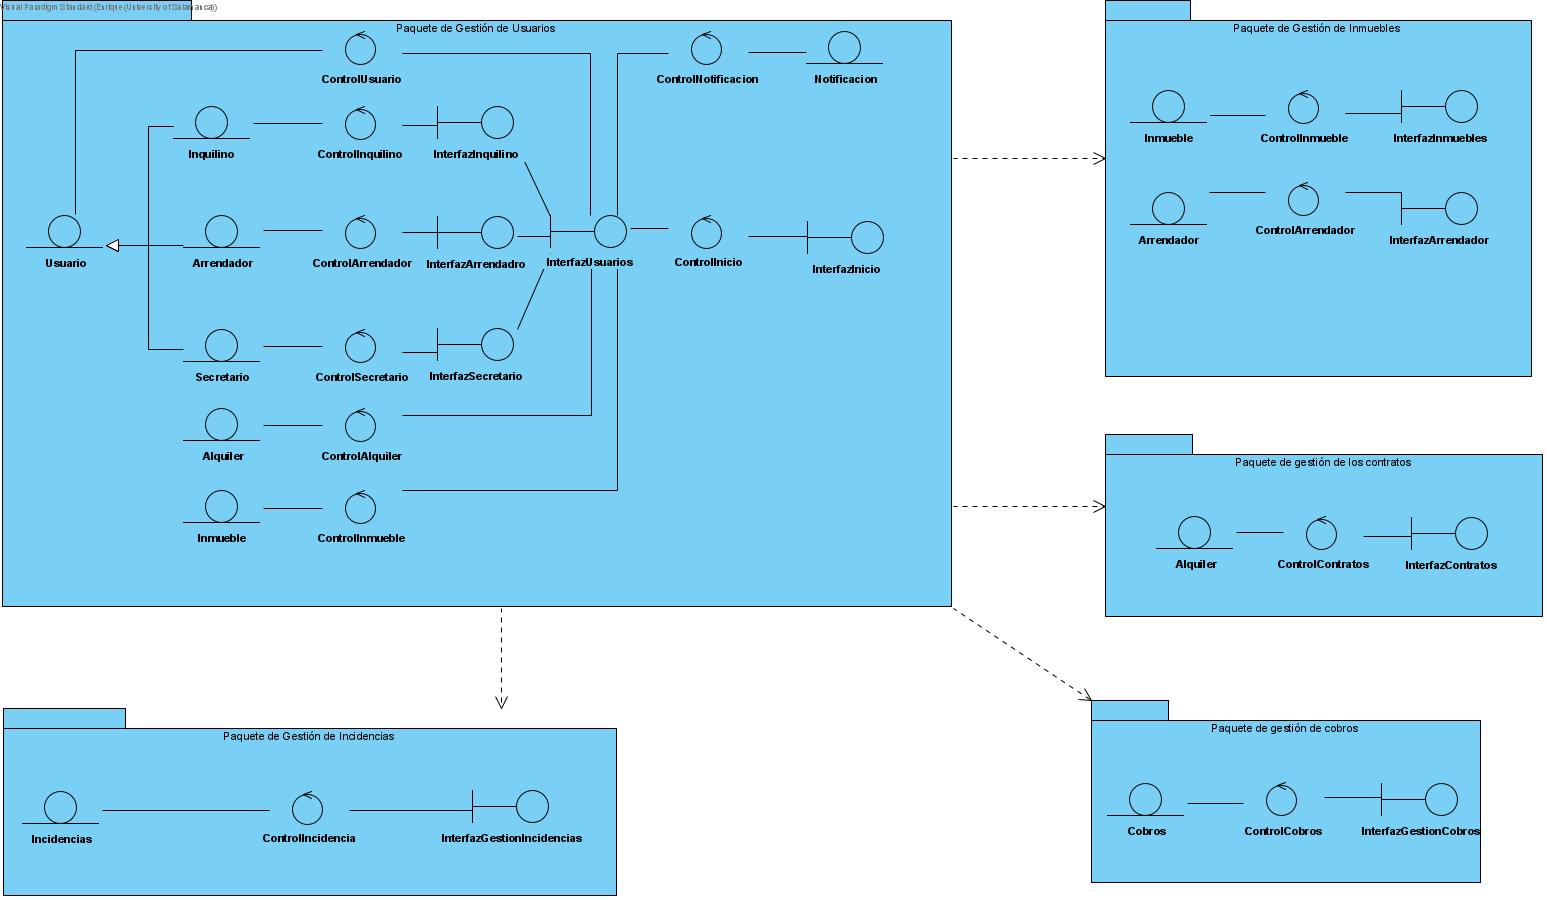 Visual Paradigm Standard (Enrique (University of Salamanca))
Paquete de Gestión de Usuarios
ControlUsuario
ControlNotificacion
Notificacion
Inquilino
ControlInquilino
InterfazInquilino
Usuario
Arrendador
ControlArrendador
InterfazArrendadro
InterfazUsuarios
ControlInicio
InterfazInicio
Secretario
ControlSecretario
InterfazSecretario
Alquiler
ControlAlquiler
Inmueble
ControlInmueble
Paquete de Gestión de Inmuebles
Inmueble
ControlInmueble
InterfazInmuebles
Arrendador
ControlArrendador
InterfazArrendador
Paquete de gestión de los contratos
Alquiler
ControlContratos
InterfazContratos
Paquete de Gestión de Incidencias
Incidencias
ControlIncidencia
InterfazGestionIncidencias
Paquete de gestión de cobros
Cobros
ControlCobros
InterfazGestionCobros